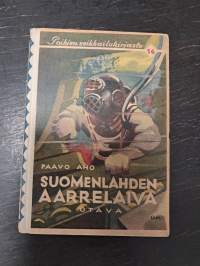 Poikien seikkailukirjasto
14
PAAVO AHO
SUOMENLAHDEN
AARRELAIVA
OTAVA